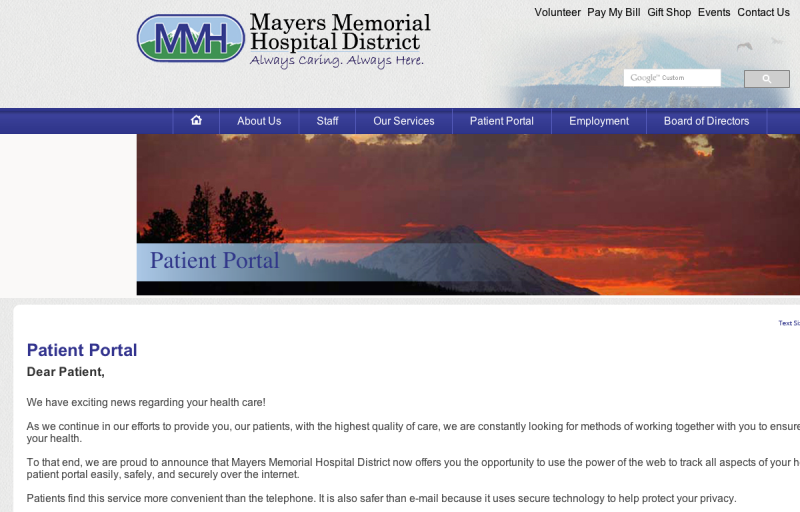 Volunteer Pay My Bill Gift Shop Events Contact Us
MMH
Mayers Memorial
Hospital District
Always Caring. Always Here.
Google™ Custom
About Us Staff Our Services Patient Portal Employment Board of Directors
Patient Portal
Text Siz
Patient Portal
Dear Patient,
We have exciting news regarding your health care!
As we continue in our efforts to provide you, our patients, with the highest quality of care, we are constantly looking for methods of working together with you to ensure
your health.
To that end, we are proud to announce that Mayers Memorial Hospital District now offers you the opportunity to use the power of the web to track all aspects of your h
patient portal easily, safely, and securely over the internet.
Patients find this service more convenient than the telephone. It is also safer than e-mail because it uses secure technology to help protect your privacy.